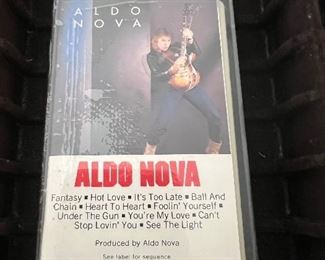 ALDO
NOVA
ALDO NOVA
Fantasy ▪ Hot Love ▪ It's Too Late ▪ Ball And
Chain ▪ Heart To Heart ▪ Foolin' Yourself ▪
Under The Gun ▪ You're My Love ▪ Can't
Stop Lovin' You ▪ See The Light
Produced by Aldo Nova
See label for sequence